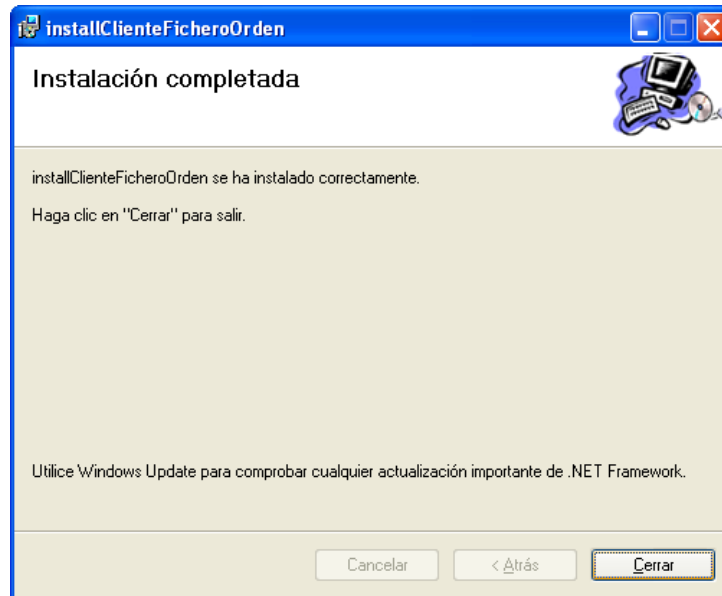 installClienteFicheroOrden
Instalación completada
installClienteFicheroOrden se ha instalado correctamente.
Haga clic en "Cerrar" para salir.
Utilice Windows Update para comprobar cualquier actualización importante de .NET Framework.
Cancelar
< Atrás
Cerrar